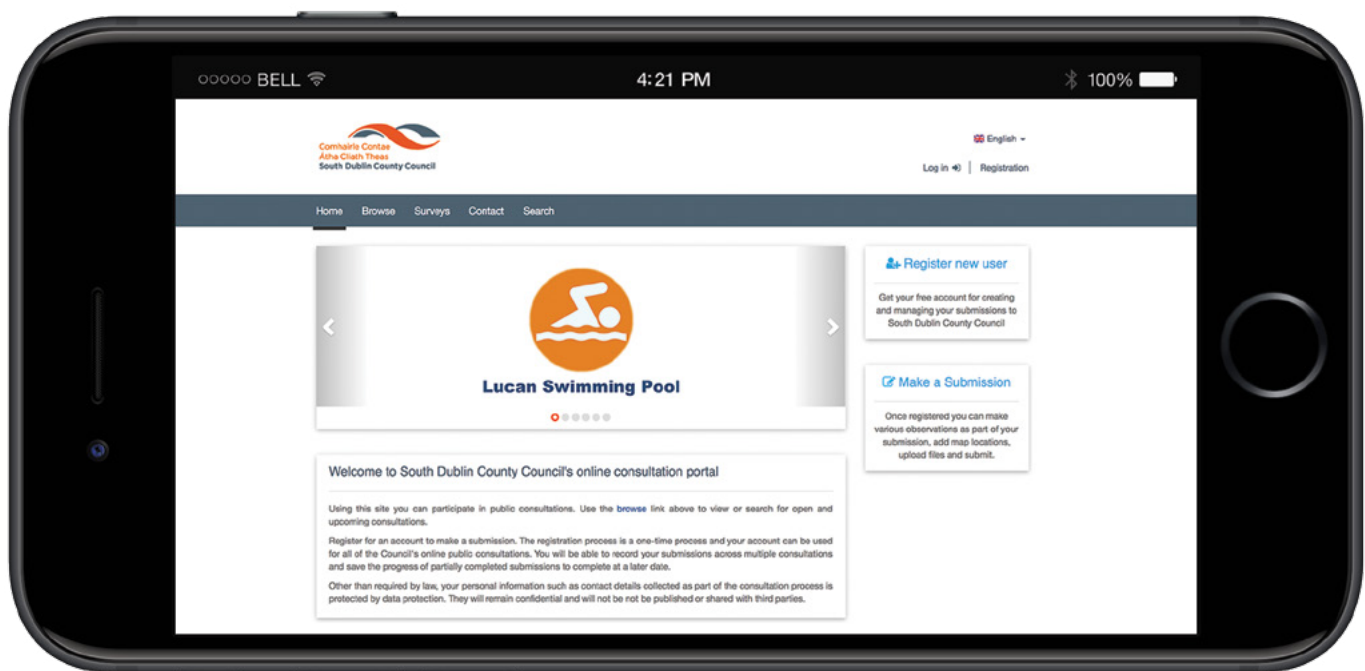 ooooo BELL
4:21 PM
100%
Comhairle Contae
Átha Cliath Theas
South Dublin County Council
English
Log in
Registration
Home Browse Surveys Contact Search
Lucan Swimming Pool
Register new user
Get your free account for creating
and managing your submissions to
South Dublin County Council
Make a Submission
Once registered you can make
various observations as part of your
submission, add map locations,
upload files and submit.
Welcome to South Dublin County Council's online consultation portal
Using this site you can participate in public consultations. Use the browse link above to view or search for open and
upcoming consultations.
Register for an account to make a submission. The registration process is a one-time process and your account can be used
for all of the Council's online public consultations. You will be able to record your submissions across multiple consultations
and save the progress of partially completed submissions to complete at a later date.
Other than required by law, your personal information such as contact details collected as part of the consultation process is
protected by data protection. They will remain confidential and will not be not be published or shared with third parties.